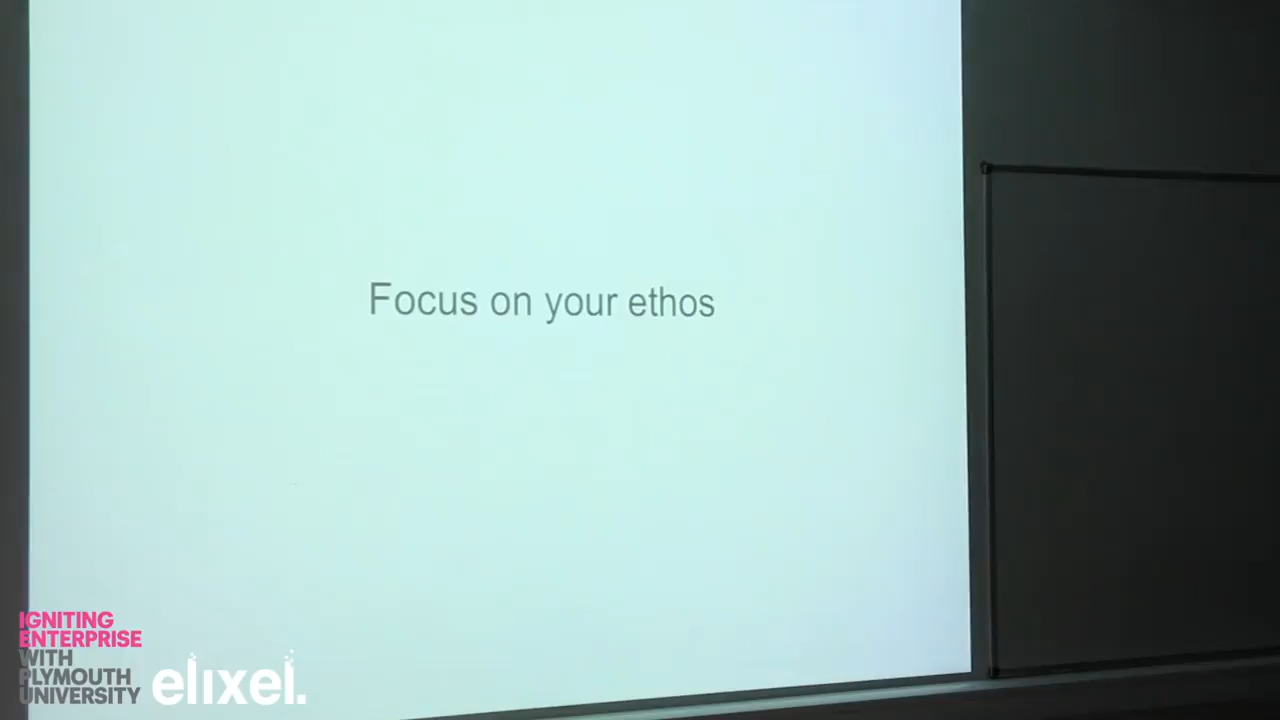 Focus on your ethos
IGNITING
ENTERPRISE
WITH
PLYMOUTH
UNIVERSITY
elixel.